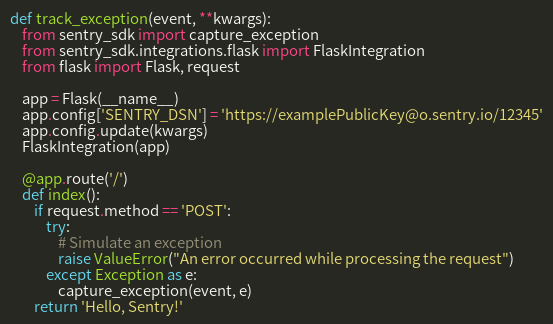 def track_exception(event, **kwargs):
    from sentry_sdk import capture_exception
    from sentry_sdk.integrations.flask import FlaskIntegration
    from flask import Flask, request

    app = Flask(__name__)
    app.config['SENTRY_DSN'] = 'https://examplePublicKey@o.sentry.io/12345'
    app.config.update(kwargs)
    FlaskIntegration(app)

    @app.route('/')
    def index():
        if request.method == 'POST':
            try:
                # Simulate an exception
                raise ValueError("An error occurred while processing the request")
            except Exception as e:
                capture_exception(event, e)
        return 'Hello, Sentry!'